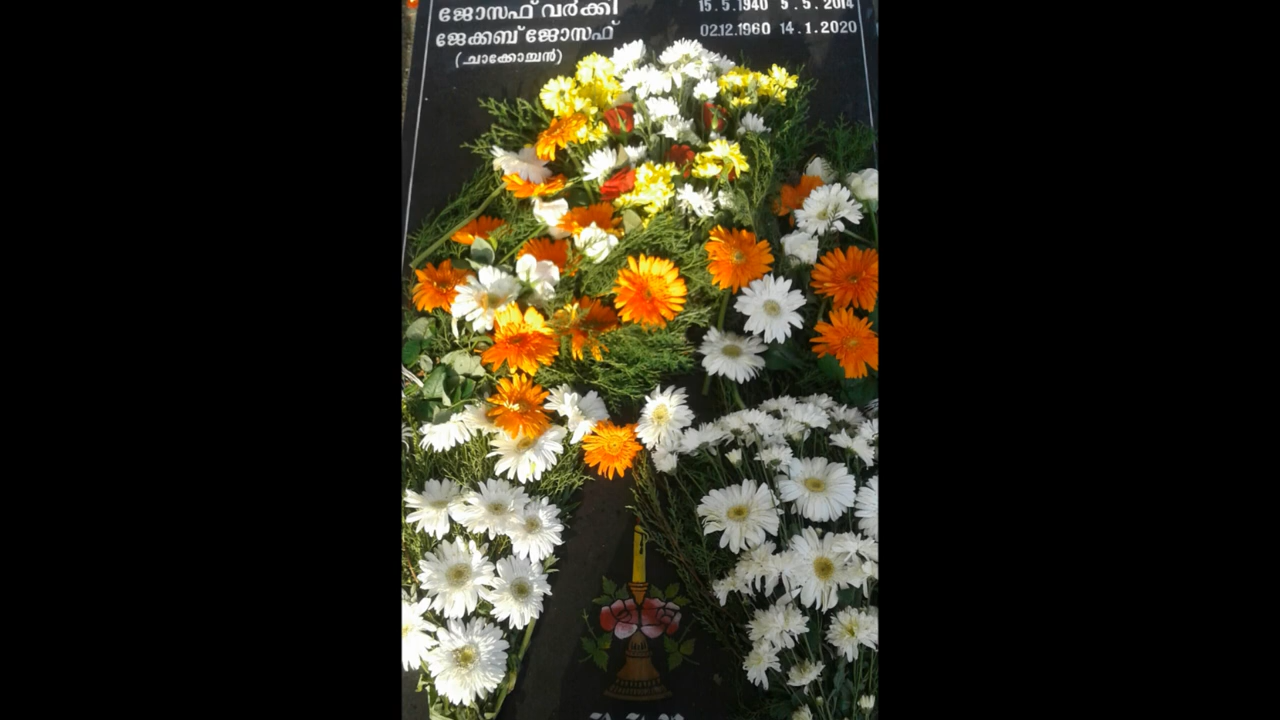 ജോസഫ് വർക്കി 15.5.1940 5.5.2014
ജേക്കബ് ജോസഫ് 02.12.1960 14.1.2020
(ചാക്കോച്ചൻ)